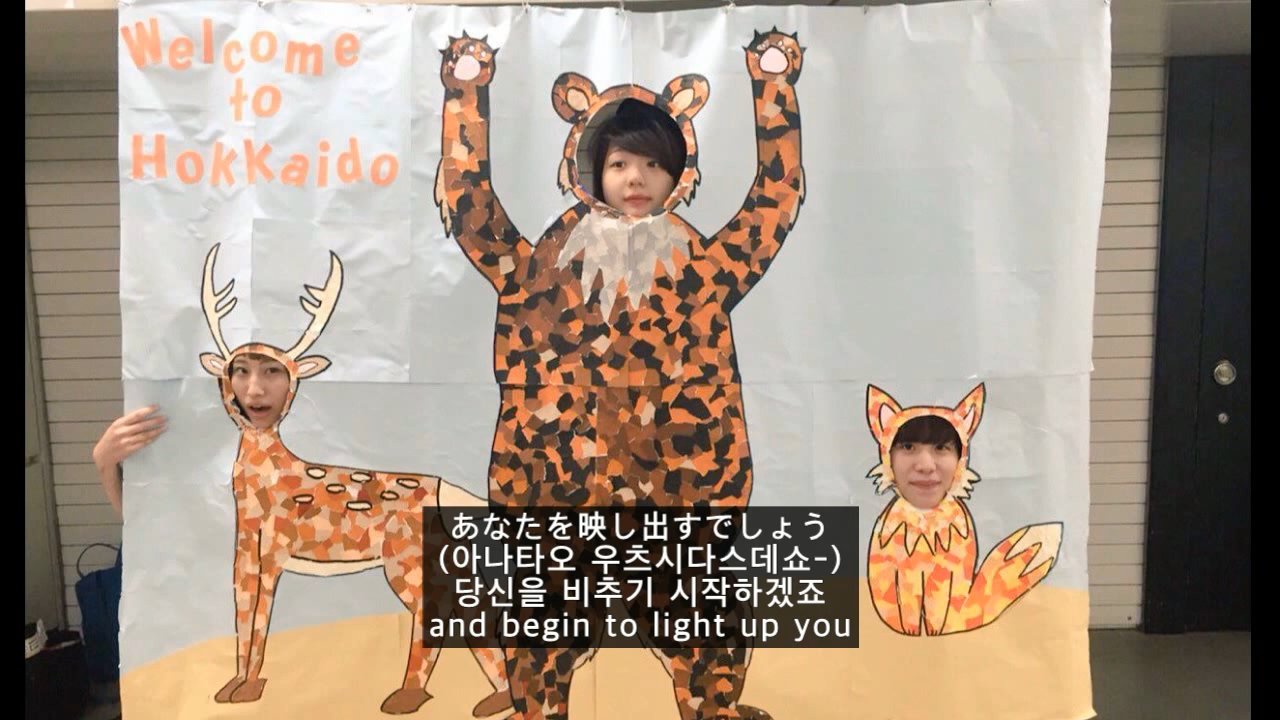 Welcome
to
Hokkaido
あなたを映し出すでしょう
(아나타오 우츠시다스데쇼-)
당신을 비추기 시작하겠죠
and begin to light up you